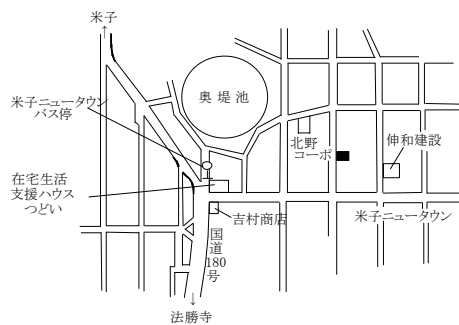 米子
↑
奥堤池
米子ニュータウン
バス停
北野
コーポ
伸和建設
在宅生活
支援ハウス
つどい
吉村商店
米子ニュータウン
国道
180
号
↓
法勝寺